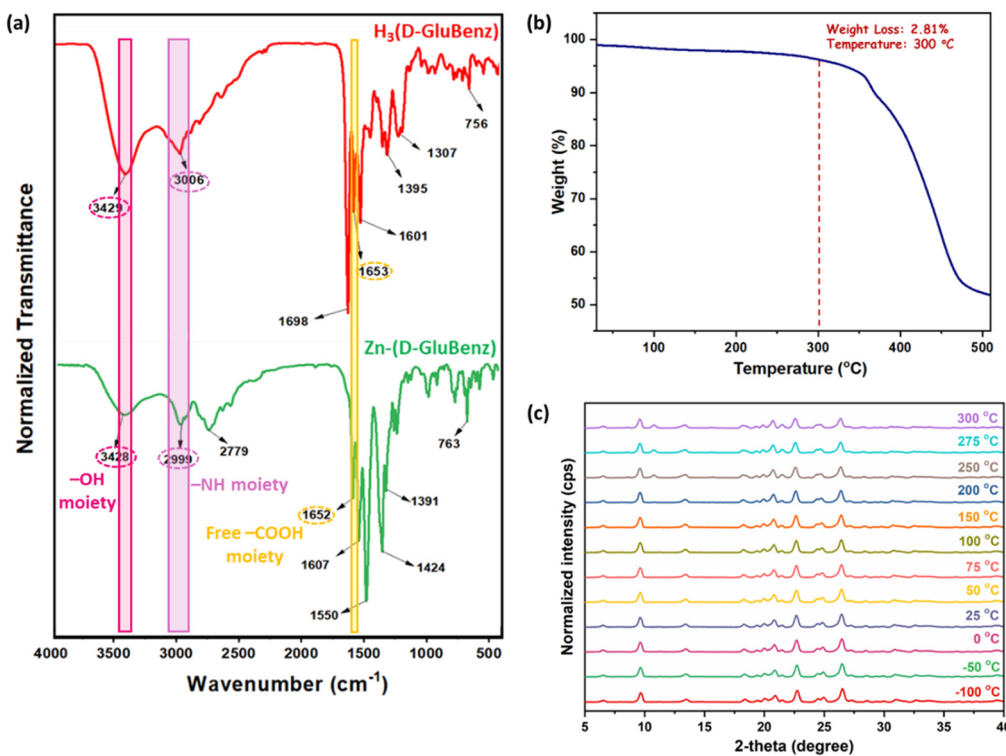 (a)
H₃(D-GluBenz)
3429
3006
1698
1653
1601
1395
1307
756
Zn-(D-GluBenz)
3428
2999
2779
–OH
moiety
–NH moiety
Free –COOH
moiety
1652
1607
1550
1424
1391
763
Normalized Transmittance
4000 3500 3000 2500 2000 1500 1000 500
Wavenumber (cm⁻¹)
(b)
Weight Loss: 2.81%
Temperature: 300 °C
Weight (%)
100
90
80
70
60
50
100 200 300 400 500
Temperature (°C)
(c)
300 °C
275 °C
250 °C
200 °C
150 °C
100 °C
75 °C
50 °C
25 °C
0 °C
-50 °C
-100 °C
Normalized intensity (cps)
5 10 15 20 25 30 35 40
2-theta (degree)